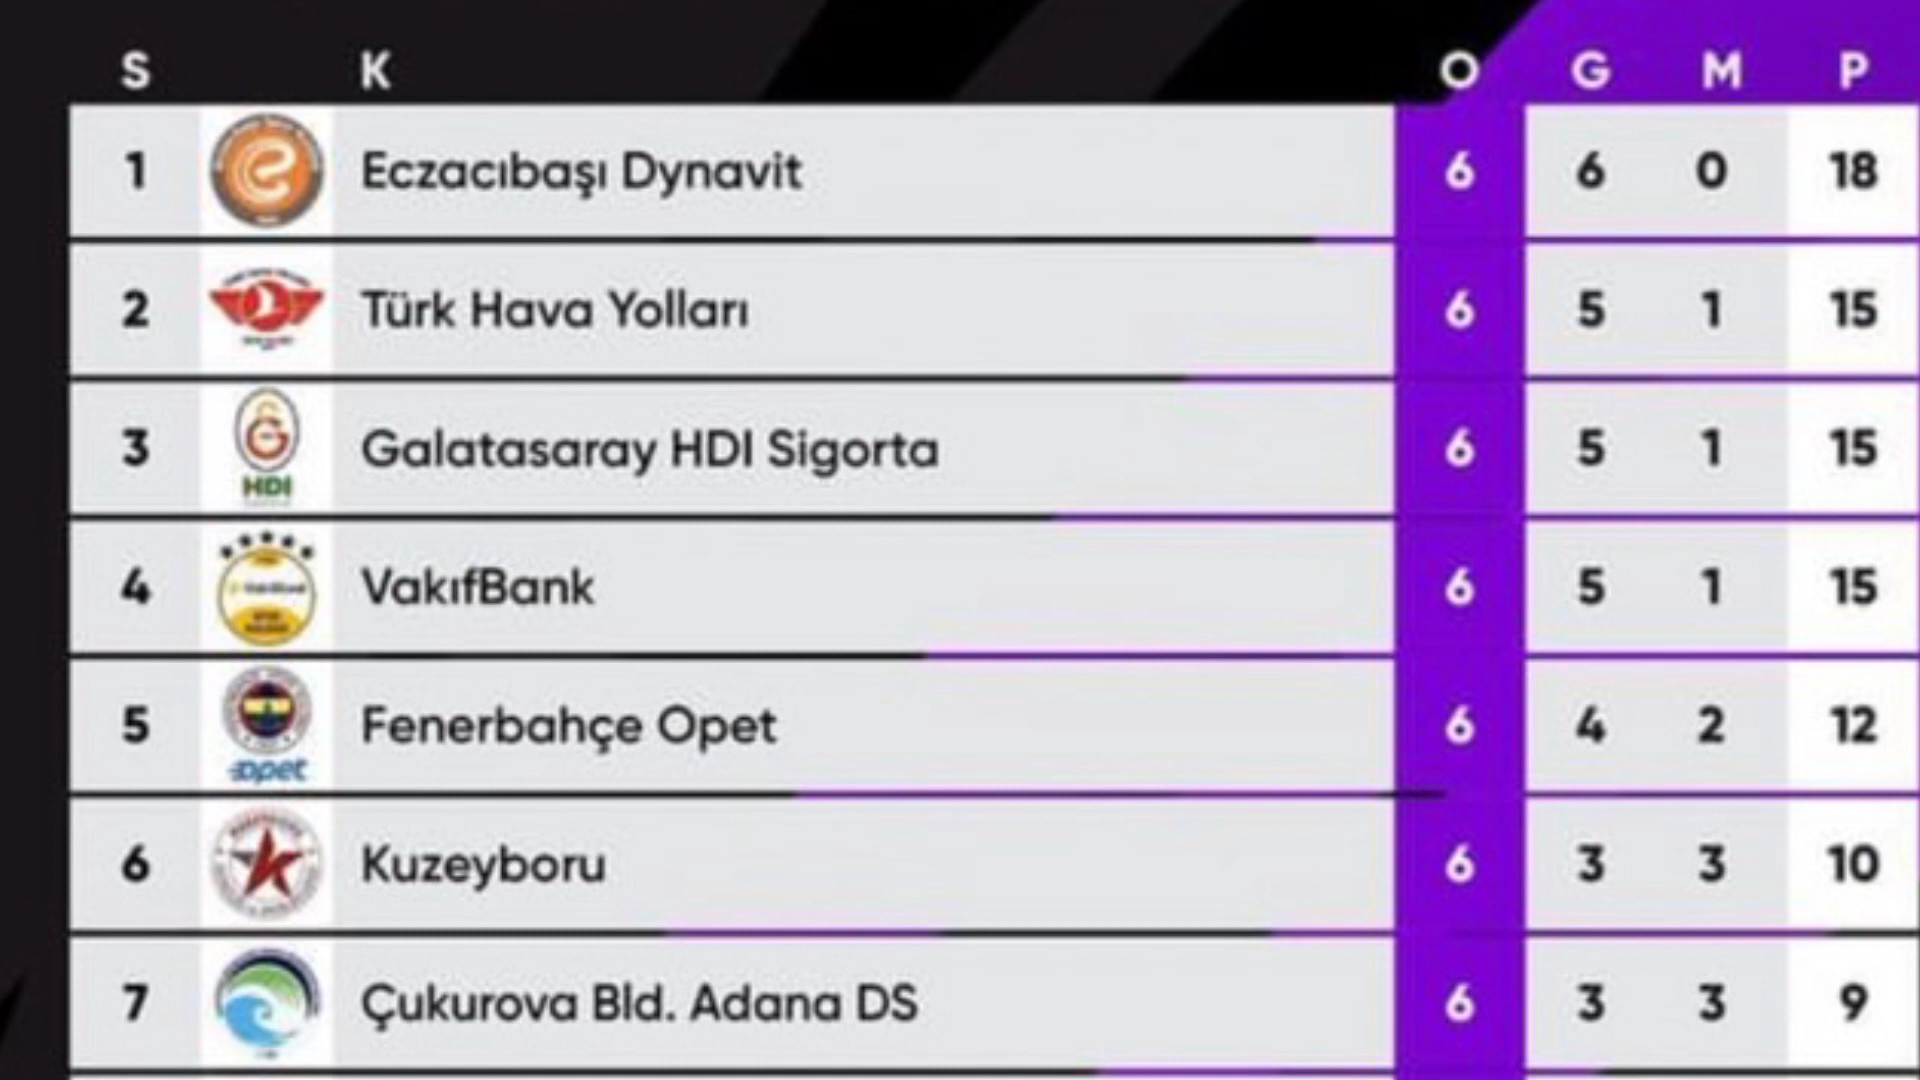 S K O G M P
1 Eczacıbaşı Dynavit 6 6 0 18
2 Türk Hava Yolları 6 5 1 15
3 Galatasaray HDI Sigorta 6 5 1 15
HDI
4 VakıfBank 6 5 1 15
5 Fenerbahçe Opet 6 4 2 12
opet
6 Kuzeyboru 6 3 3 10
7 Çukurova Bld. Adana DS 6 3 3 9